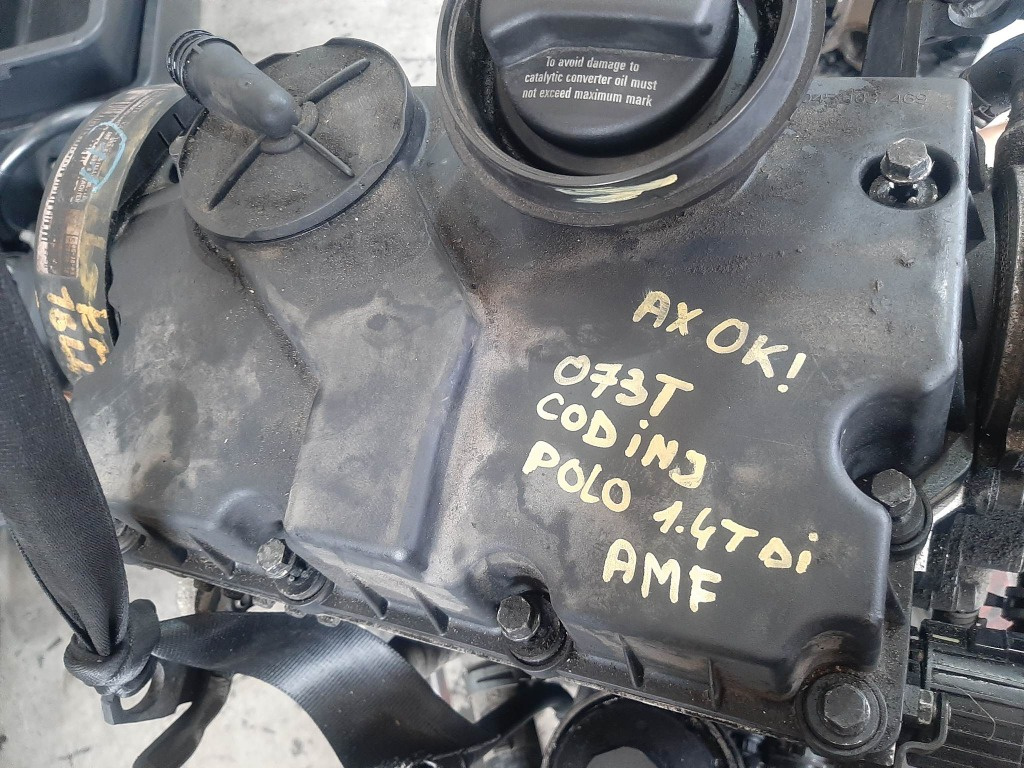 To avoid damage to
catalytic converter oil must
not exceed maximum mark
AX OK!
073T
CODING
POLO 1.4TDi
AMF